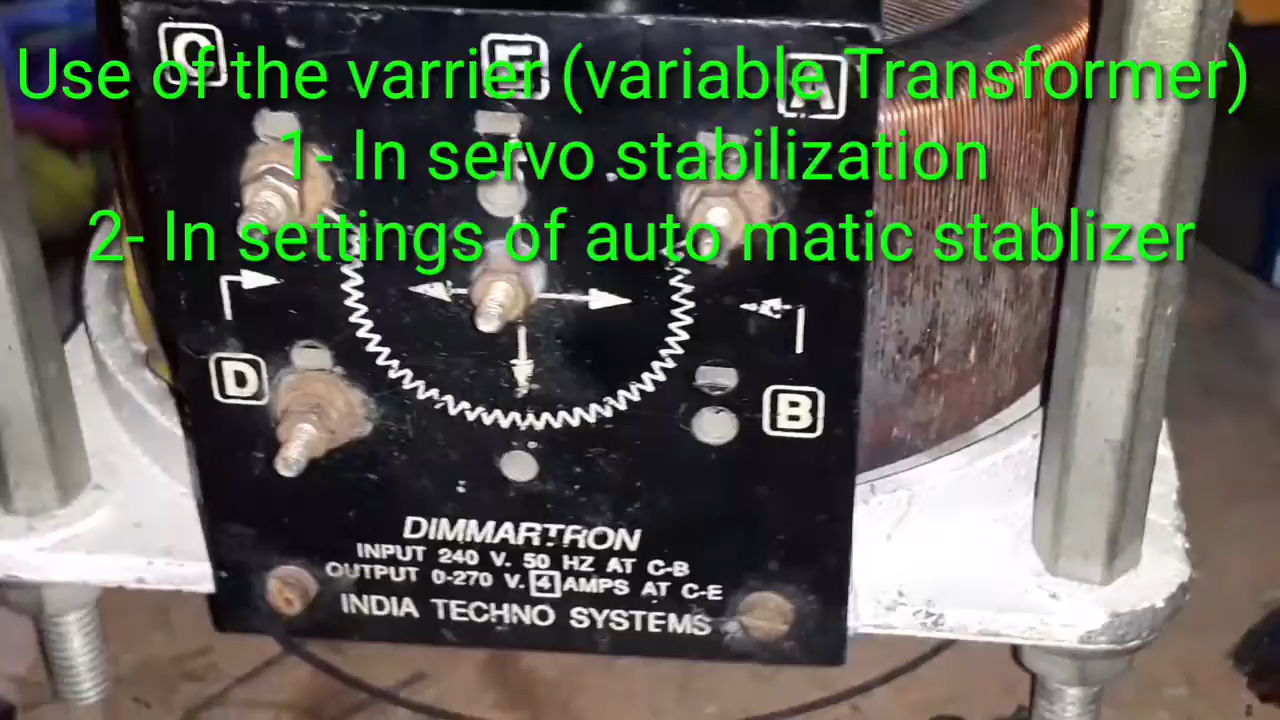 C E A
Use of the varrier (variable Transformer)
1- In servo stabilization
2- In settings of auto matic stablizer
D B
DIMMARTRON
INPUT 240 V. 50 HZ AT C-B
OUTPUT 0-270 V. 4 AMPS AT C-E
INDIA TECHNO SYSTEMS